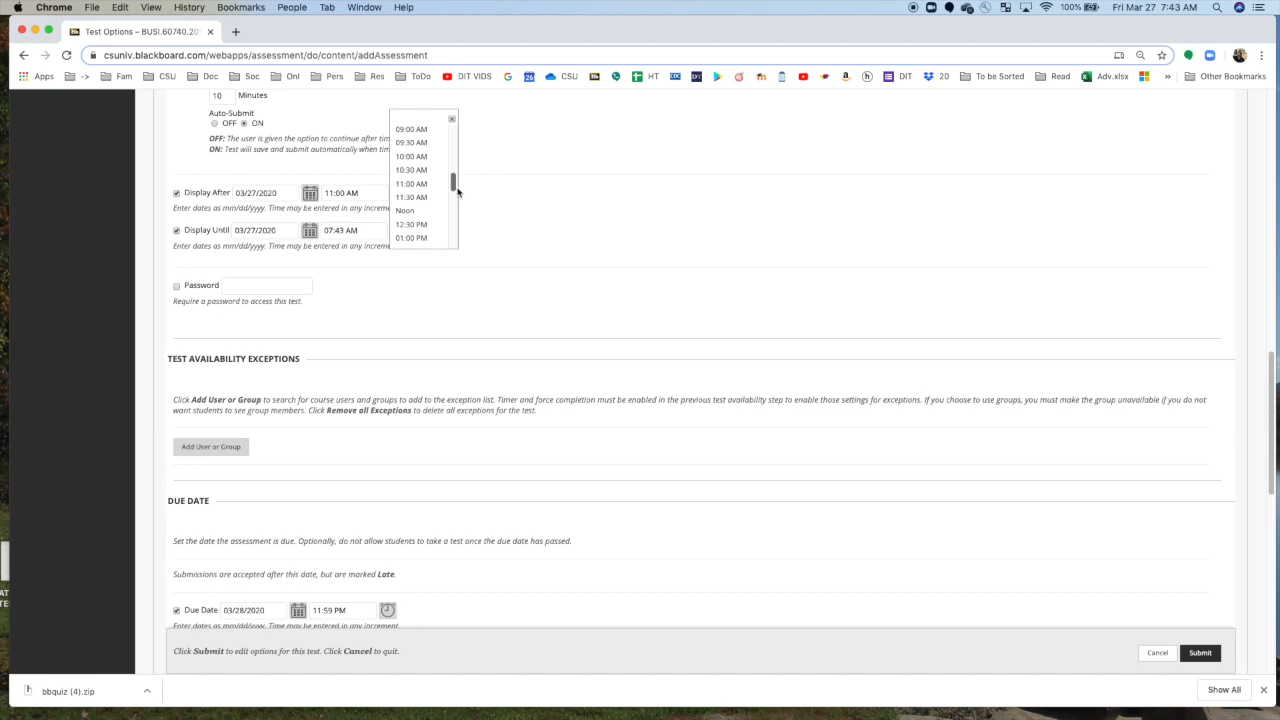 Chrome File Edit View History Bookmarks People Tab Window Help 100% Fri Mar 27 7:43 AM
Test Options – BUSI.60740.20
csuniv.blackboard.com/webapps/assessment/do/content/addAssessment
Apps -> Fam CSU Doc Soc Onl Pers Res ToDo DIT VIDS CSU HT DIT 20 To be Sorted Read Adv.xlsx » Other Bookmarks
10 Minutes
Auto-Submit
OFF ON
OFF: The user is given the option to continue after tim
ON: Test will save and submit automatically when tim
09:00 AM
09:30 AM
10:00 AM
10:30 AM
11:00 AM
11:30 AM
Noon
12:30 PM
01:00 PM
Display After 03/27/2020 11:00 AM
Enter dates as mm/dd/yyyy. Time may be entered in any increme
Display Until 03/27/2020 07:43 AM
Enter dates as mm/dd/yyyy. Time may be entered in any increme
Password
Require a password to access this test.
TEST AVAILABILITY EXCEPTIONS
Click Add User or Group to search for course users and groups to add to the exception list. Timer and force completion must be enabled in the previous test availability step to enable those settings for exceptions. If you choose to use groups, you must make the group unavailable if you do not
want students to see group members. Click Remove all Exceptions to delete all exceptions for the test.
Add User or Group
DUE DATE
Set the date the assessment is due. Optionally, do not allow students to take a test once the due date has passed.
Submissions are accepted after this date, but are marked Late.
Due Date 03/28/2020 11:59 PM
Enter dates as mm/dd/yyyy. Time may be entered in any increment.
Click Submit to edit options for this test. Click Cancel to quit.
Cancel Submit
bbquiz (4).zip
Show All